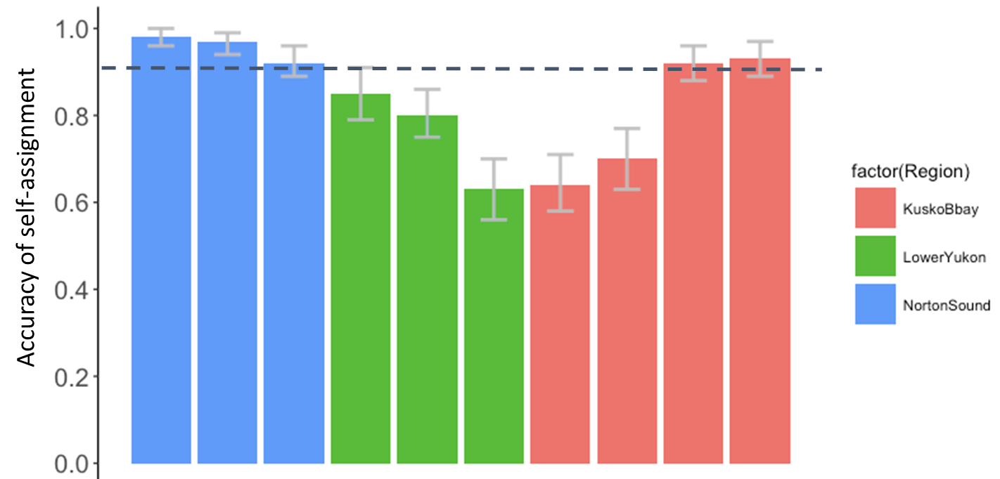 Accuracy of self-assignment
1.0
0.8
0.6
0.4
0.2
0.0
factor(Region)
KuskoBbay
LowerYukon
NortonSound